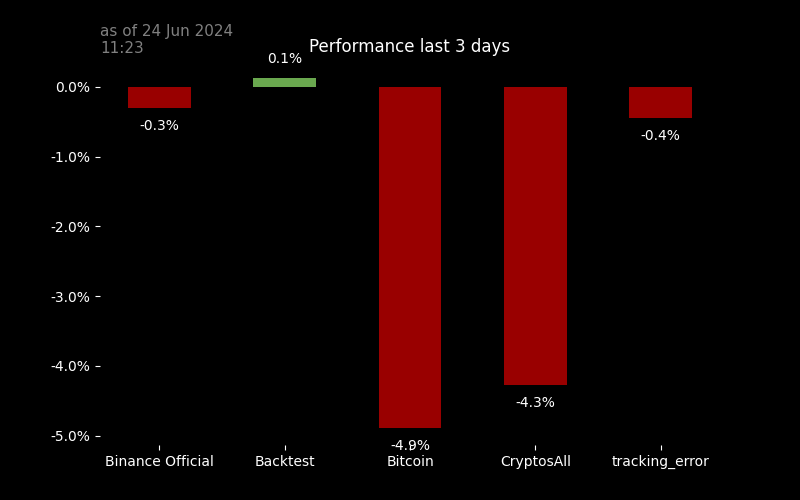 as of 24 Jun 2024
11:23
Performance last 3 days
0.1%
0.0%
-0.3%
-0.4%
-1.0%
-2.0%
-3.0%
-4.0%
-4.3%
-5.0%
-4.9%
Binance Official
Backtest
Bitcoin
CryptosAll
tracking_error